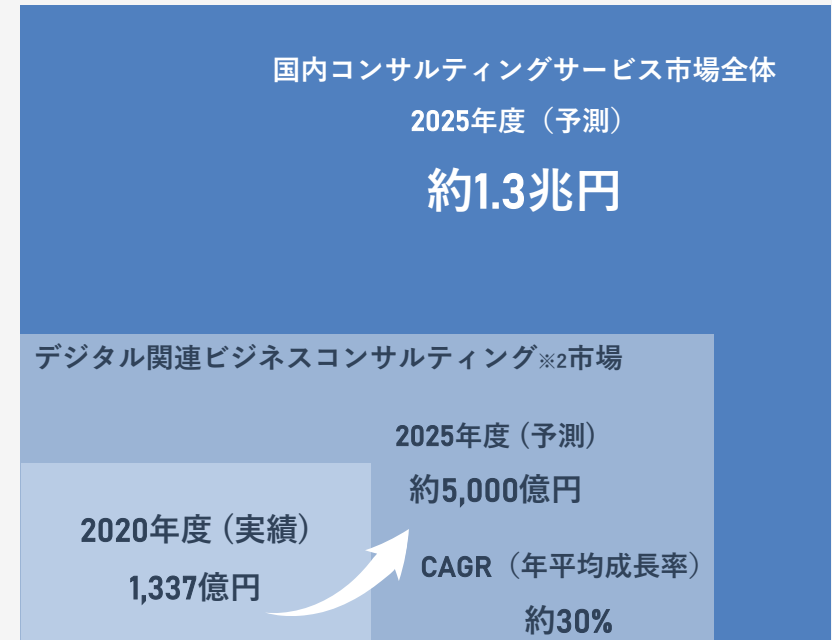 国内コンサルティングサービス市場全体
2025年度（予測）
約1.3兆円
デジタル関連ビジネスコンサルティング※2市場
2025年度（予測）
約5,000億円
2020年度（実績）
1,337億円
CAGR（年平均成長率）
約30%